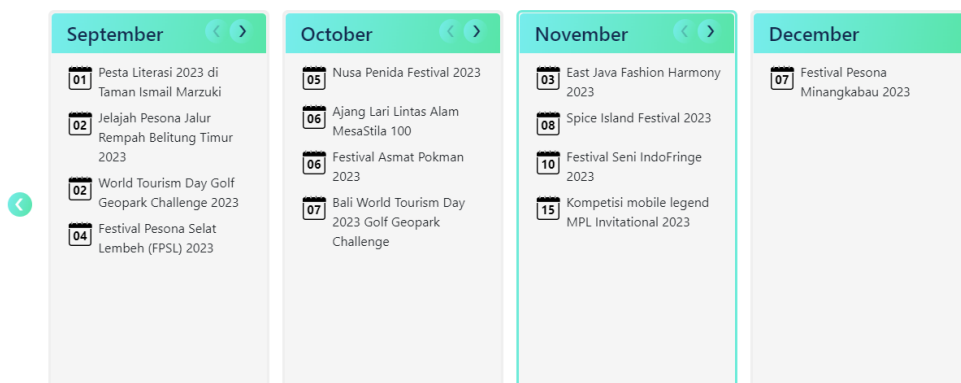 September
01 Pesta Literasi 2023 di
Taman Ismail Marzuki
02 Jelajah Pesona Jalur
Rempah Belitung Timur
2023
02 World Tourism Day Golf
Geopark Challenge 2023
04 Festival Pesona Selat
Lembeh (FPSL) 2023
October
05 Nusa Penida Festival 2023
06 Ajang Lari Lintas Alam
MesaStila 100
06 Festival Asmat Pokman
2023
07 Bali World Tourism Day
2023 Golf Geopark
Challenge
November
03 East Java Fashion Harmony
2023
08 Spice Island Festival 2023
10 Festival Seni IndoFringe
2023
15 Kompetisi mobile legend
MPL Invitational 2023
December
07 Festival Pesona
Minangkabau 2023